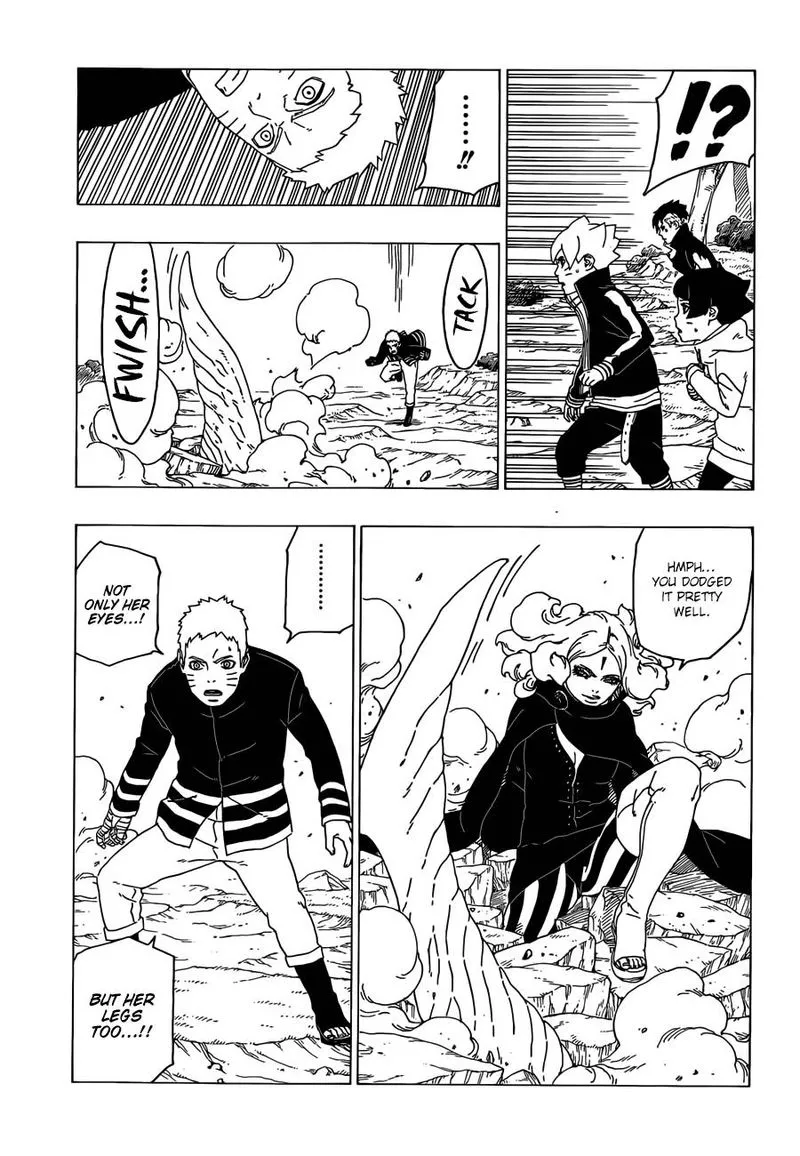 !?
.......!!
TACK
FWISH...
HMPH...
YOU DODGED
IT PRETTY
WELL.
..........
NOT
ONLY HER
EYES...!
BUT HER
LEGS
TOO...!!